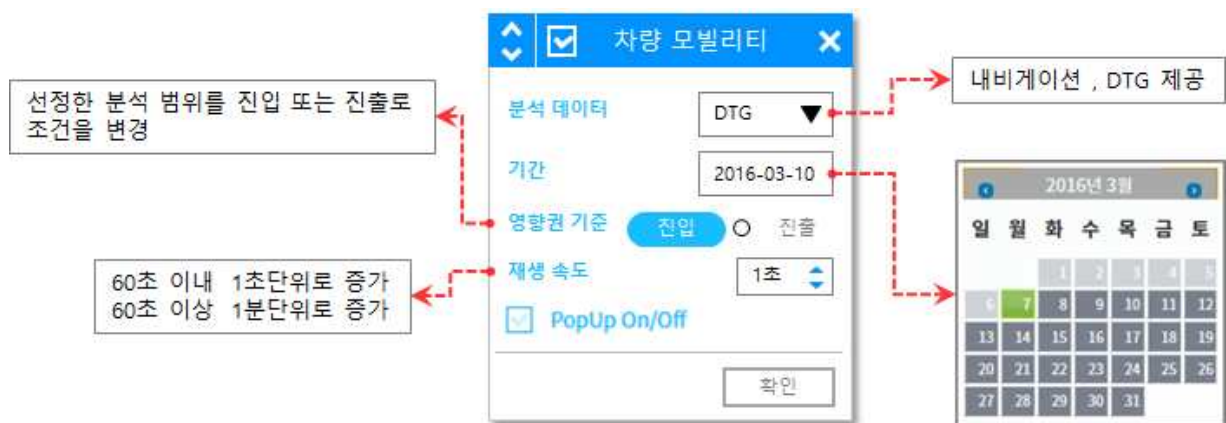 차량 모빌리티
선정한 분석 범위를 진입 또는 진출로
조건을 변경
60초 이내 1초단위로 증가
60초 이상 1분단위로 증가
분석 데이터 DTG
기간 2016-03-10
영향권 기준 진입 진출
재생 속도 1초
PopUp On/Off
확인
내비게이션 , DTG 제공
2016년 3월
일 월 화 수 목 금 토
1 2 3 4 5
6 7 8 9 10 11 12
13 14 15 16 17 18 19
20 21 22 23 24 25 26
27 28 29 30 31